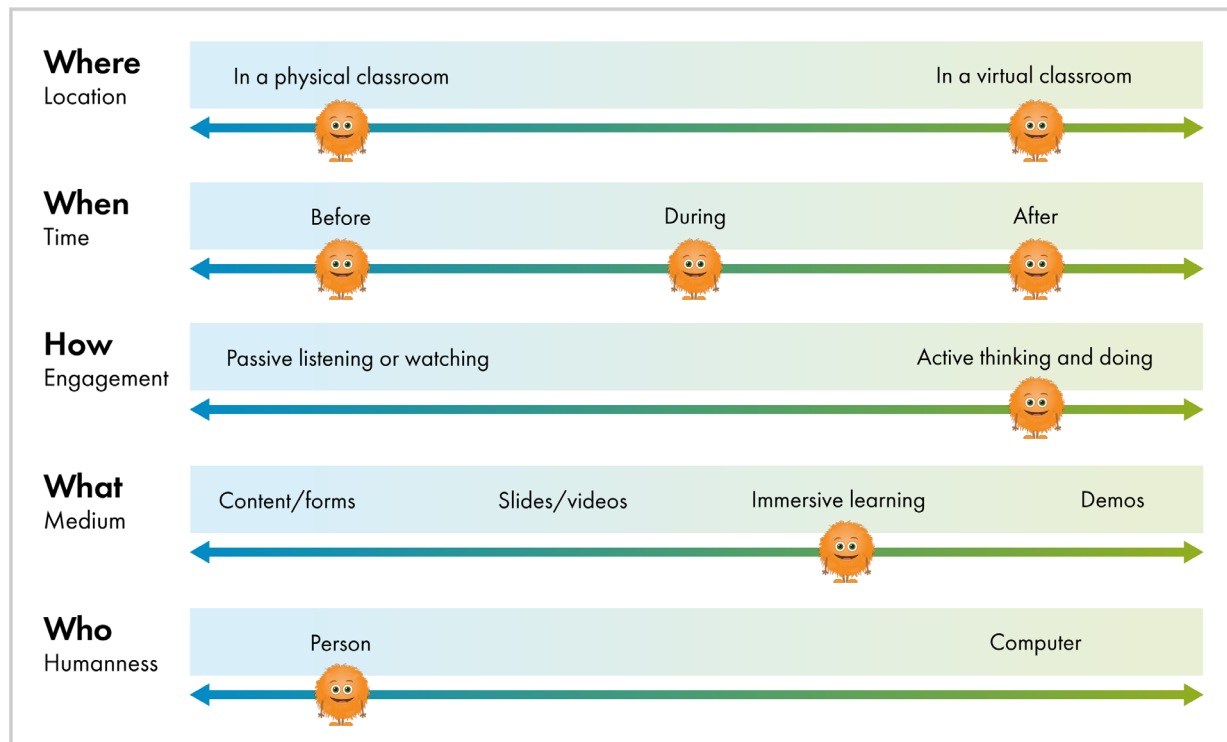 Where
Location
In a physical classroom
In a virtual classroom
When
Time
Before
During
After
How
Engagement
Passive listening or watching
Active thinking and doing
What
Medium
Content/forms
Slides/videos
Immersive learning
Demos
Who
Humanness
Person
Computer